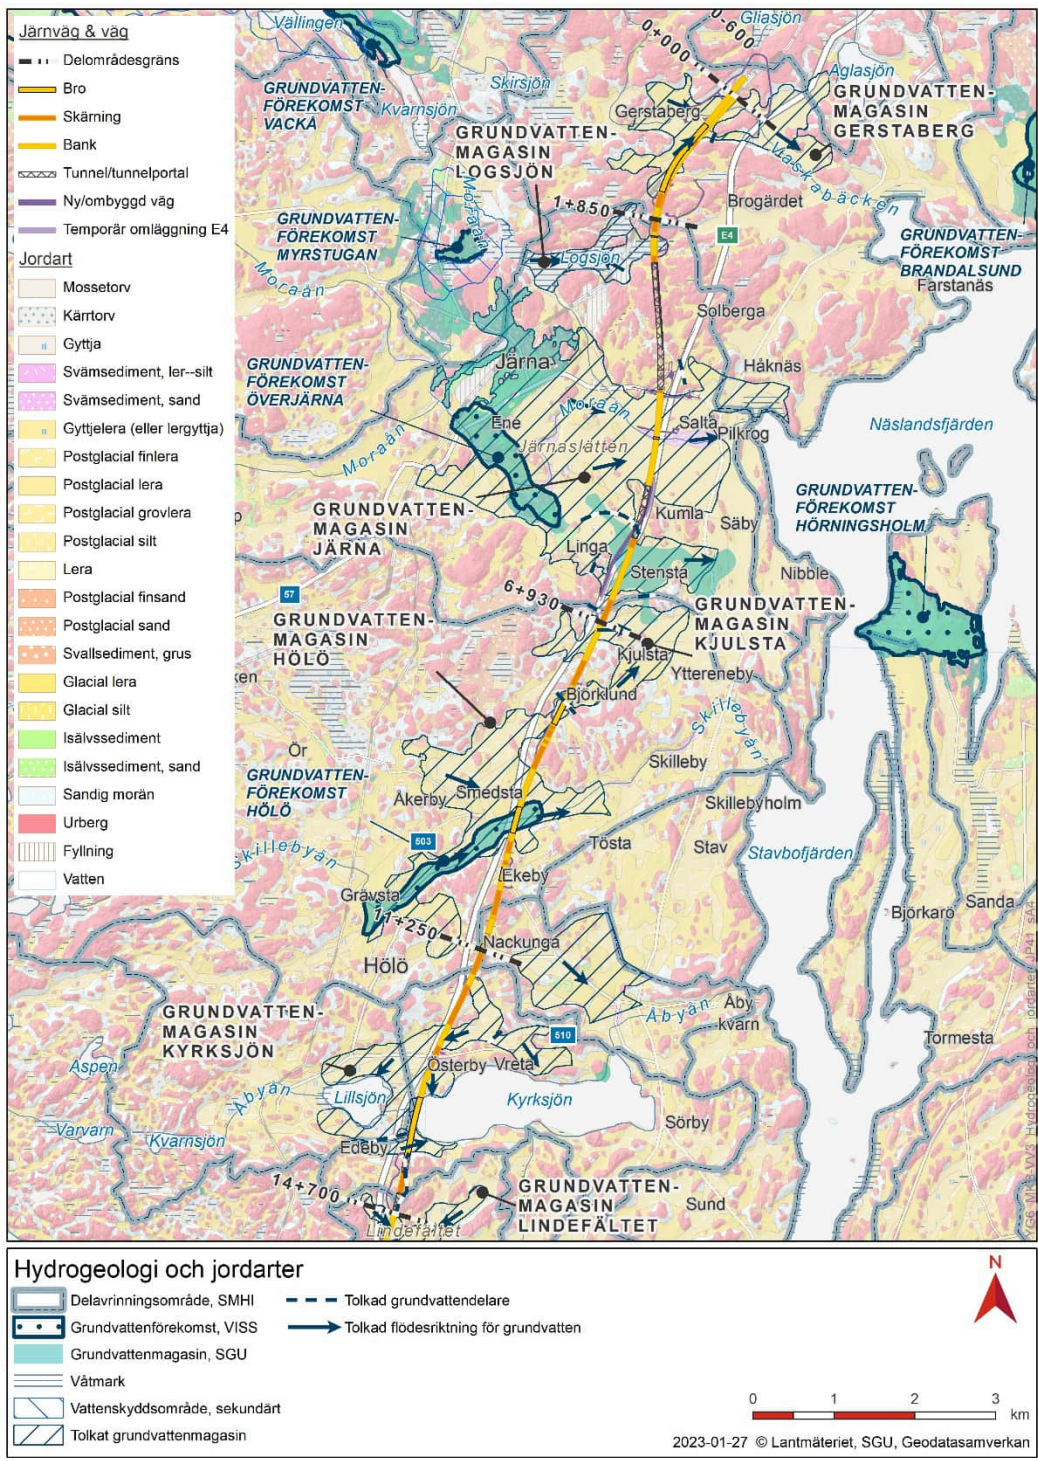 Järnväg & väg
Delområdesgräns
Bro
Skärning
Bank
Tunnel/tunnelportal
Ny/ombyggd väg
Temporär omläggning E4
Jordart
Mossetorv
Kärrtorv
Gyttja
Svämsediment, ler--silt
Svämsediment, sand
Gyttjelera (eller lergyttja)
Postglacial finlera
Postglacial lera
Postglacial grovlera
Postglacial silt
Lera
Postglacial finsand
Postglacial sand
Svallsediment, grus
Glacial lera
Glacial silt
Isälvssediment
Isälvssediment, sand
Sandig morän
Urberg
Fyllning
Vatten
Vällingen
Gliasjön
0-600
0+000
Skirsjön
Aglasjön
GRUNDVATTEN-
FÖREKOMST
VACKÅ
Kvarnsjön
Gerstaberg
GRUNDVATTEN-
MAGASIN
GERSTABERG
GRUNDVATTEN-
MAGASIN
LOGSJÖN
Vaskabäcken
Moraån
1+850
Brogärdet
E4
GRUNDVATTEN-
FÖREKOMST
MYRSTUGAN
GRUNDVATTEN-
FÖREKOMST
BRANDALSUND
Logsjön
Farstanäs
Moraån
Solberga
GRUNDVATTEN-
FÖREKOMST
ÖVERJÄRNA
Järna
Håknäs
Moraån
Ene
Salta
Pilkrog
Näslandsfjärden
Järnaslätten
Moraån
GRUNDVATTEN-
FÖREKOMST
HÖRNINGSHOLM
GRUNDVATTEN-
MAGASIN
JÄRNA
Kumla
Säby
Linga
Stensta
Nibble
57
6+930
GRUNDVATTEN-
MAGASIN
KJULSTA
GRUNDVATTEN-
MAGASIN
HÖLÖ
Kjulsta
Yttereneby
ken
Björklund
Skillebyån
Ör
Skilleby
GRUNDVATTEN-
FÖREKOMST
HÖLÖ
Åkerby
Smedsta
Skillebyholm
503
Tösta
Stav
Stavbofjärden
Skillebyån
Ekeby
Grävsta
Sanda
Björkarö
11+250
Nackunga
Hölö
GRUNDVATTEN-
MAGASIN
KYRKSJÖN
Åbyån
Åby
kvarn
510
Tormesta
Aspen
Österby
Vreta
Åbyån
Lillsjön
Kyrksjön
Varvarn
Kvarnsjön
Sörby
Edeby
14+700
GRUNDVATTEN-
MAGASIN
LINDEFÄLTET
Sund
Lindefältet
Hydrogeologi och jordarter
Delavrinningsområde, SMHI
Grundvattenförekomst, VISS
Grundvattenmagasin, SGU
Våtmark
Vattenskyddsområde, sekundärt
Tolkat grundvattenmagasin
Tolkad grundvattendelare
Tolkad flödesriktning för grundvatten
N
0 1 2 3
km
2023-01-27 © Lantmäteriet, SGU, Geodatasamverkan